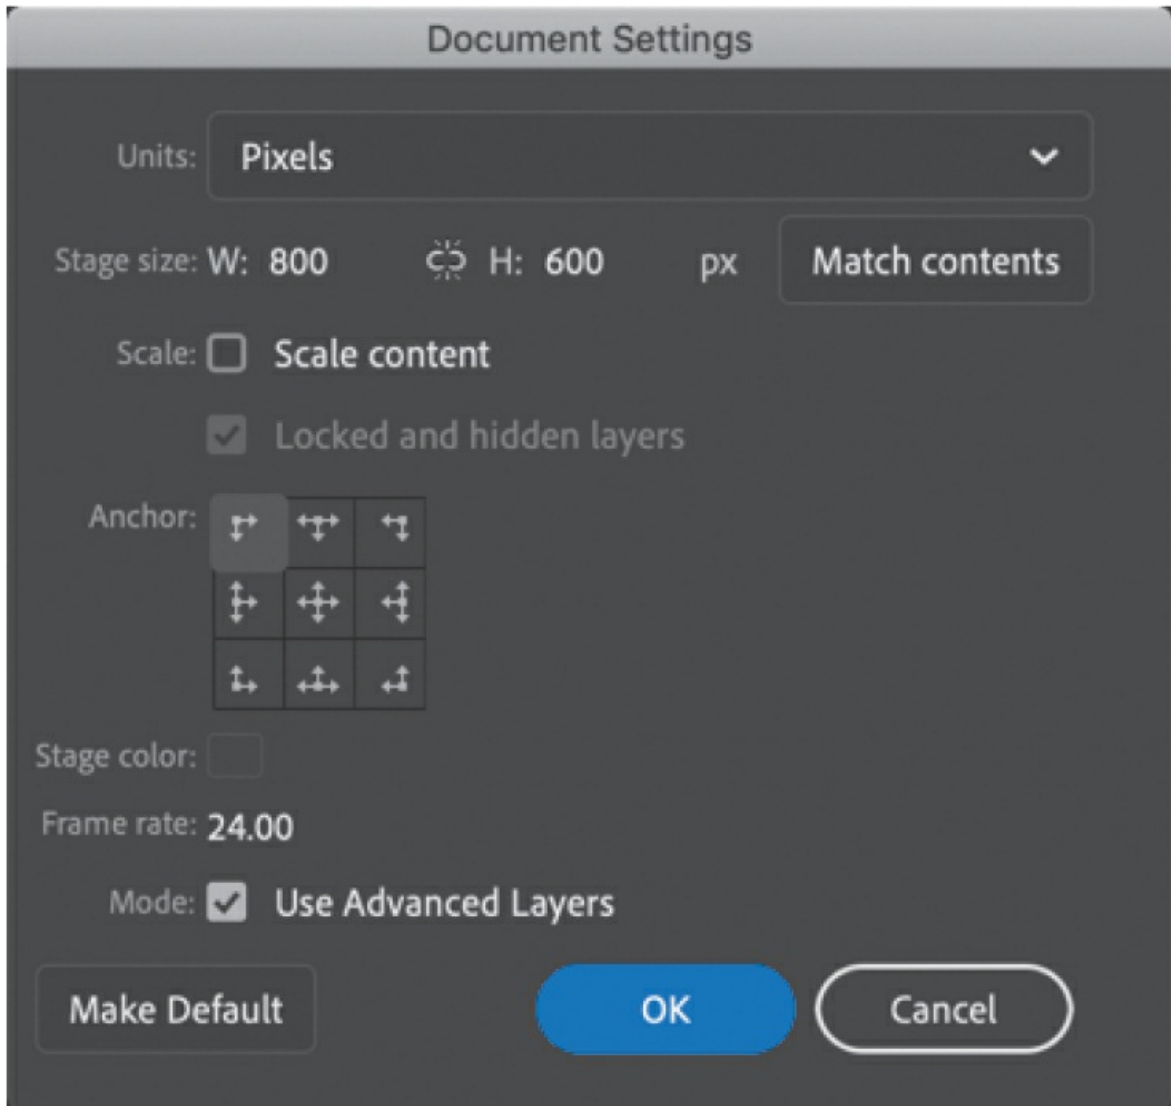 Document Settings
Units: Pixels
Stage size: W: 800 H: 600 px Match contents
Scale: Scale content
Locked and hidden layers
Anchor:
Stage color:
Frame rate: 24.00
Mode: Use Advanced Layers
Make Default OK Cancel